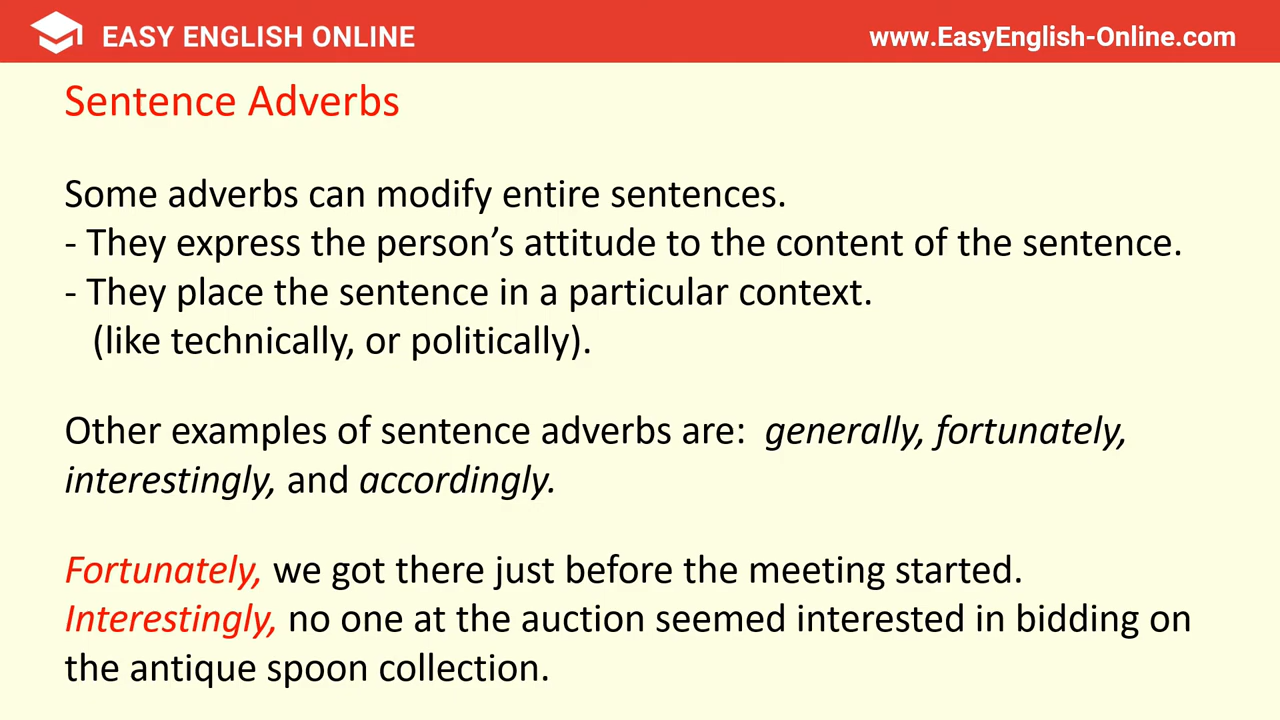 EASY ENGLISH ONLINE
www.EasyEnglish-Online.com
Sentence Adverbs
Some adverbs can modify entire sentences.
- They express the person’s attitude to the content of the sentence.
- They place the sentence in a particular context.
(like technically, or politically).
Other examples of sentence adverbs are: generally, fortunately,
interestingly, and accordingly.
Fortunately, we got there just before the meeting started.
Interestingly, no one at the auction seemed interested in bidding on
the antique spoon collection.